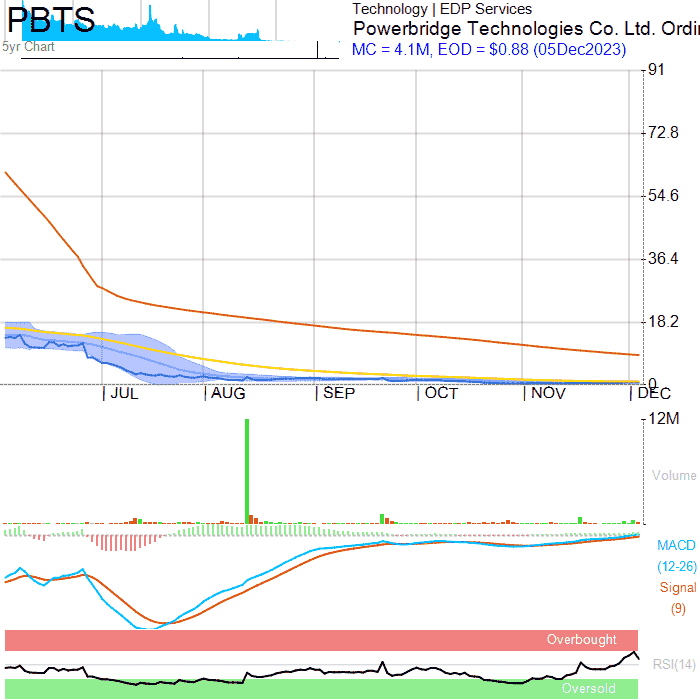 PBTS
5yr Chart
Technology | EDP Services
Powerbridge Technologies Co. Ltd. Ordi
MC = 4.1M, EOD = $0.88 (05Dec2023)
91
72.8
54.6
36.4
18.2
0
JUL AUG SEP OCT NOV DEC
12M
Volume
MACD
(12-26)
Signal
(9)
Overbought
RSI(14)
Oversold